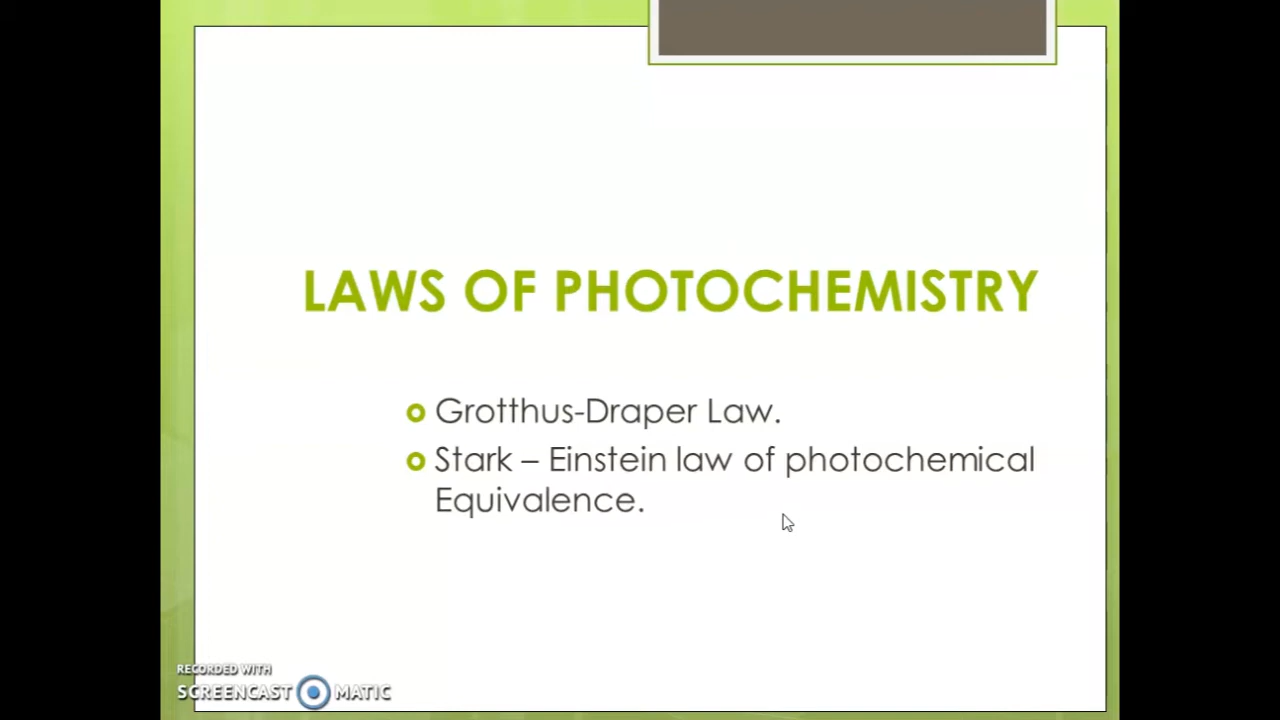 LAWS OF PHOTOCHEMISTRY
Grotthus-Draper Law.
Stark – Einstein law of photochemical
Equivalence.
RECORDED WITH
SCREENCAST MATIC